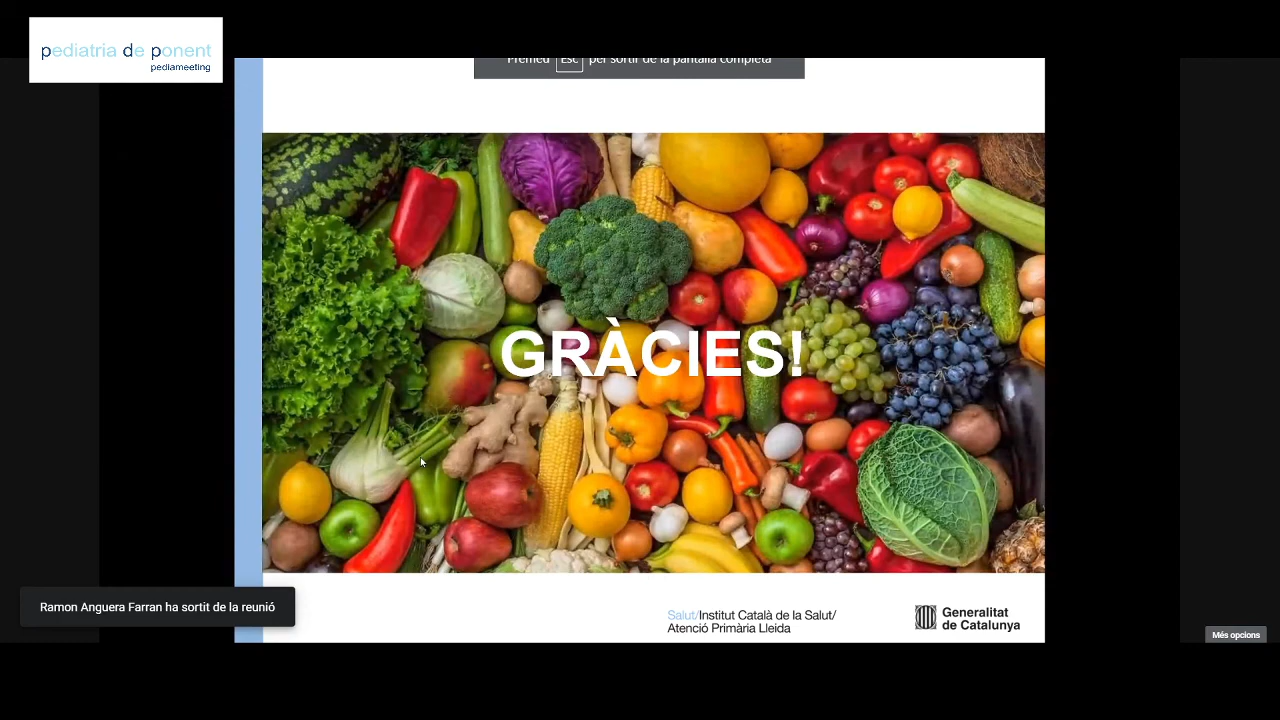 pediatria de ponent
pediameeting
Premeu Esc per sortir de la pantalla completa
GRÀCIES!
Ramon Anguera Farran ha sortit de la reunió
Salut/Institut Català de la Salut/
Atenció Primària Lleida
Generalitat
de Catalunya
Més opcions